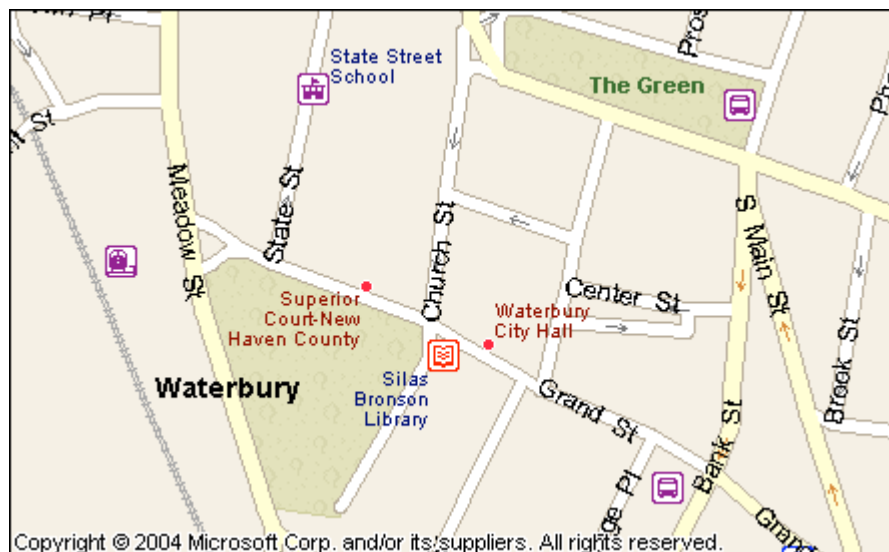 State Street
School
The Green
Meadow St
State St
Church St
S Main St
Superior
Court-New
Haven County
Center St
Waterbury
City Hall
Waterbury
Silas
Bronson
Library
Grand St
Bank St
Brook St
Pl
Copyright © 2004 Microsoft Corp. and/or its suppliers. All rights reserved.